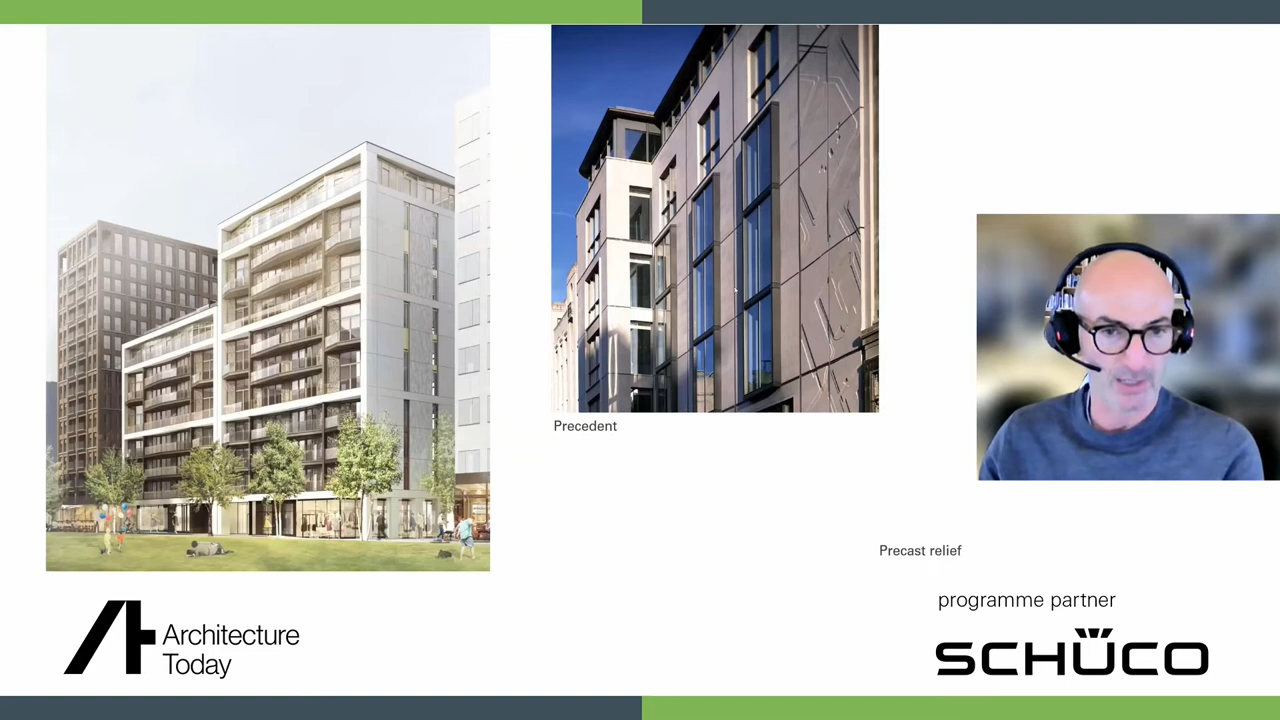 Precedent
Precast relief
programme partner
SCHÜCO
Architecture
Today